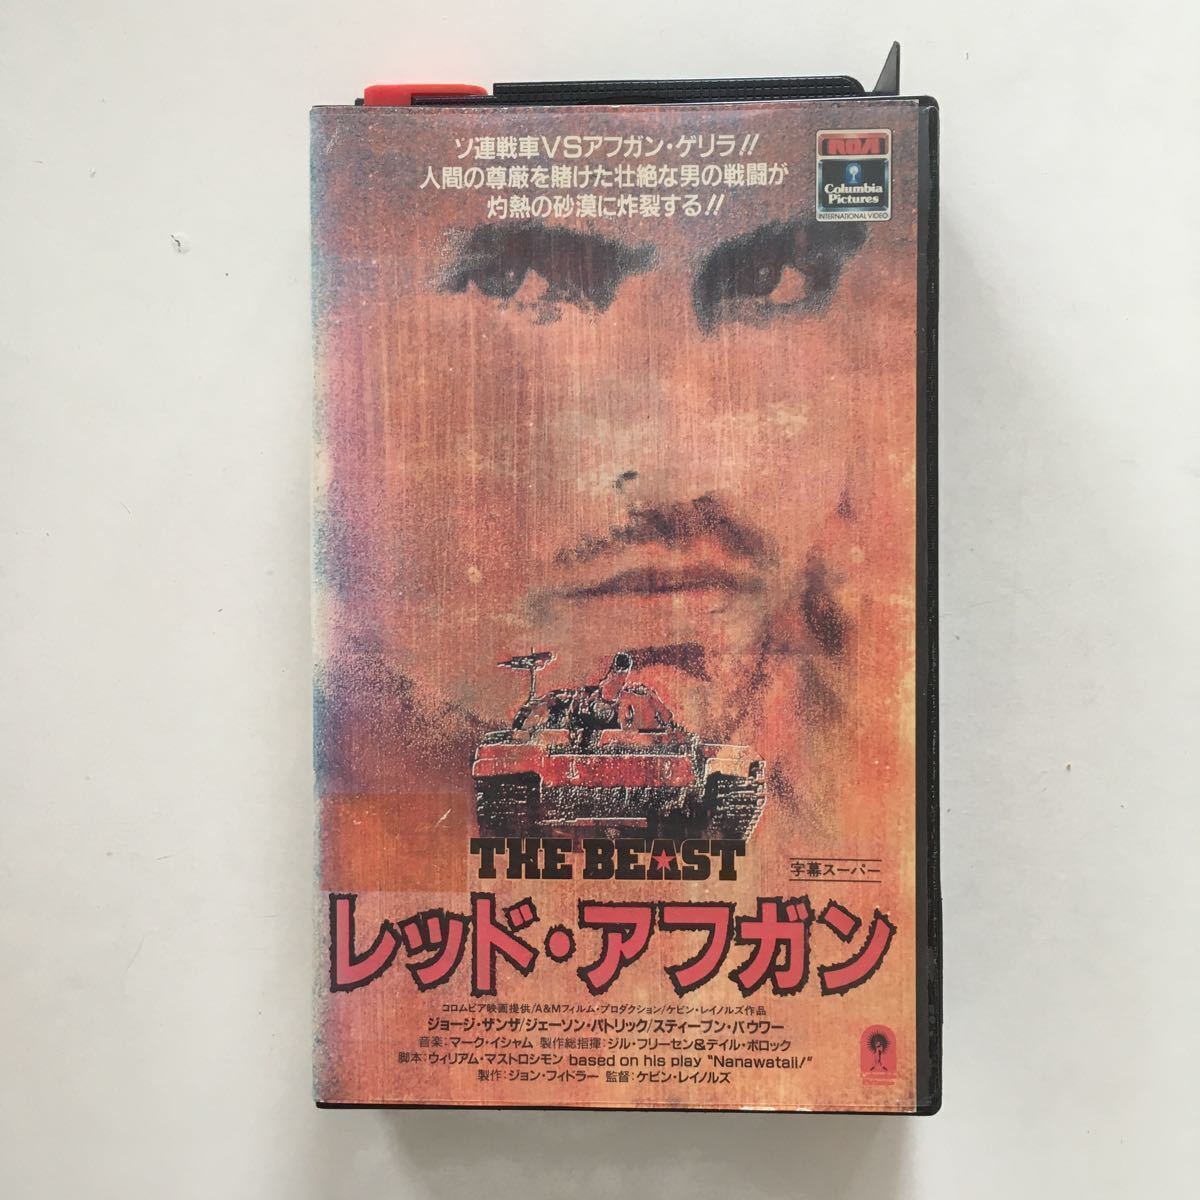 ソ連戦車VSアフガン・ゲリラ!!
人間の尊厳を賭けた壮絶な男の戦闘が
灼熱の砂漠に炸裂する!!
RCA
Columbia
Pictures
INTERNATIONAL VIDEO
THE BEAST
字幕スーパー
レッド・アフガン
コロムビア映画提供/A&Mフィルム・プロダクション/ケビン・レイノルズ作品
ジョージ・ザンザ/ジェーソン・パトリック/スティーブン・バウワー
音楽:マーク・イシャム 製作総指揮:ジル・フリーセン&デイル・ポロック
脚本:ウィリアム・マストロシモン based on his play "Nanawataii!"
製作:ジョン・フィドラー 監督:ケビン・レイノルズ